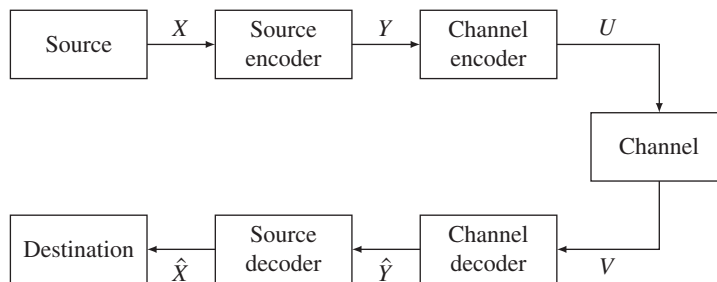 Source
X
Source
encoder
Y
Channel
encoder
U
Channel
Destination
X̂
Source
decoder
Ŷ
Channel
decoder
V